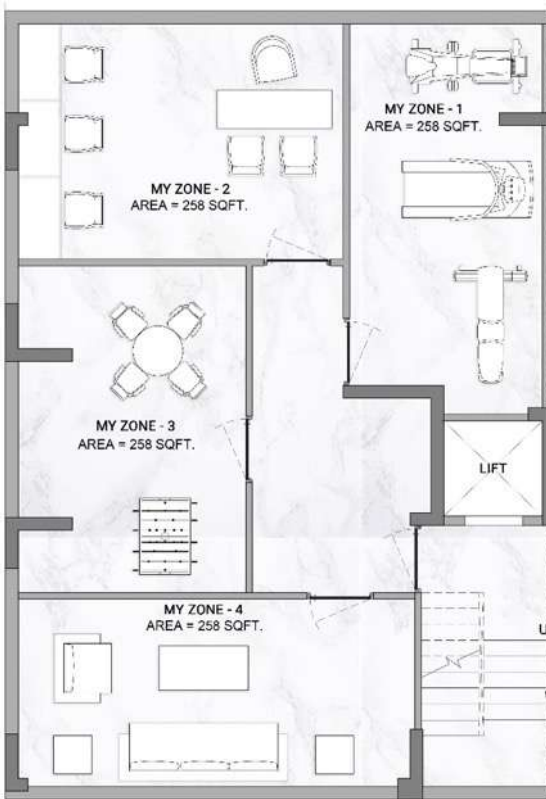 MY ZONE - 1
AREA = 258 SQFT.
MY ZONE - 2
AREA = 258 SQFT.
MY ZONE - 3
AREA = 258 SQFT.
LIFT
MY ZONE - 4
AREA = 258 SQFT.